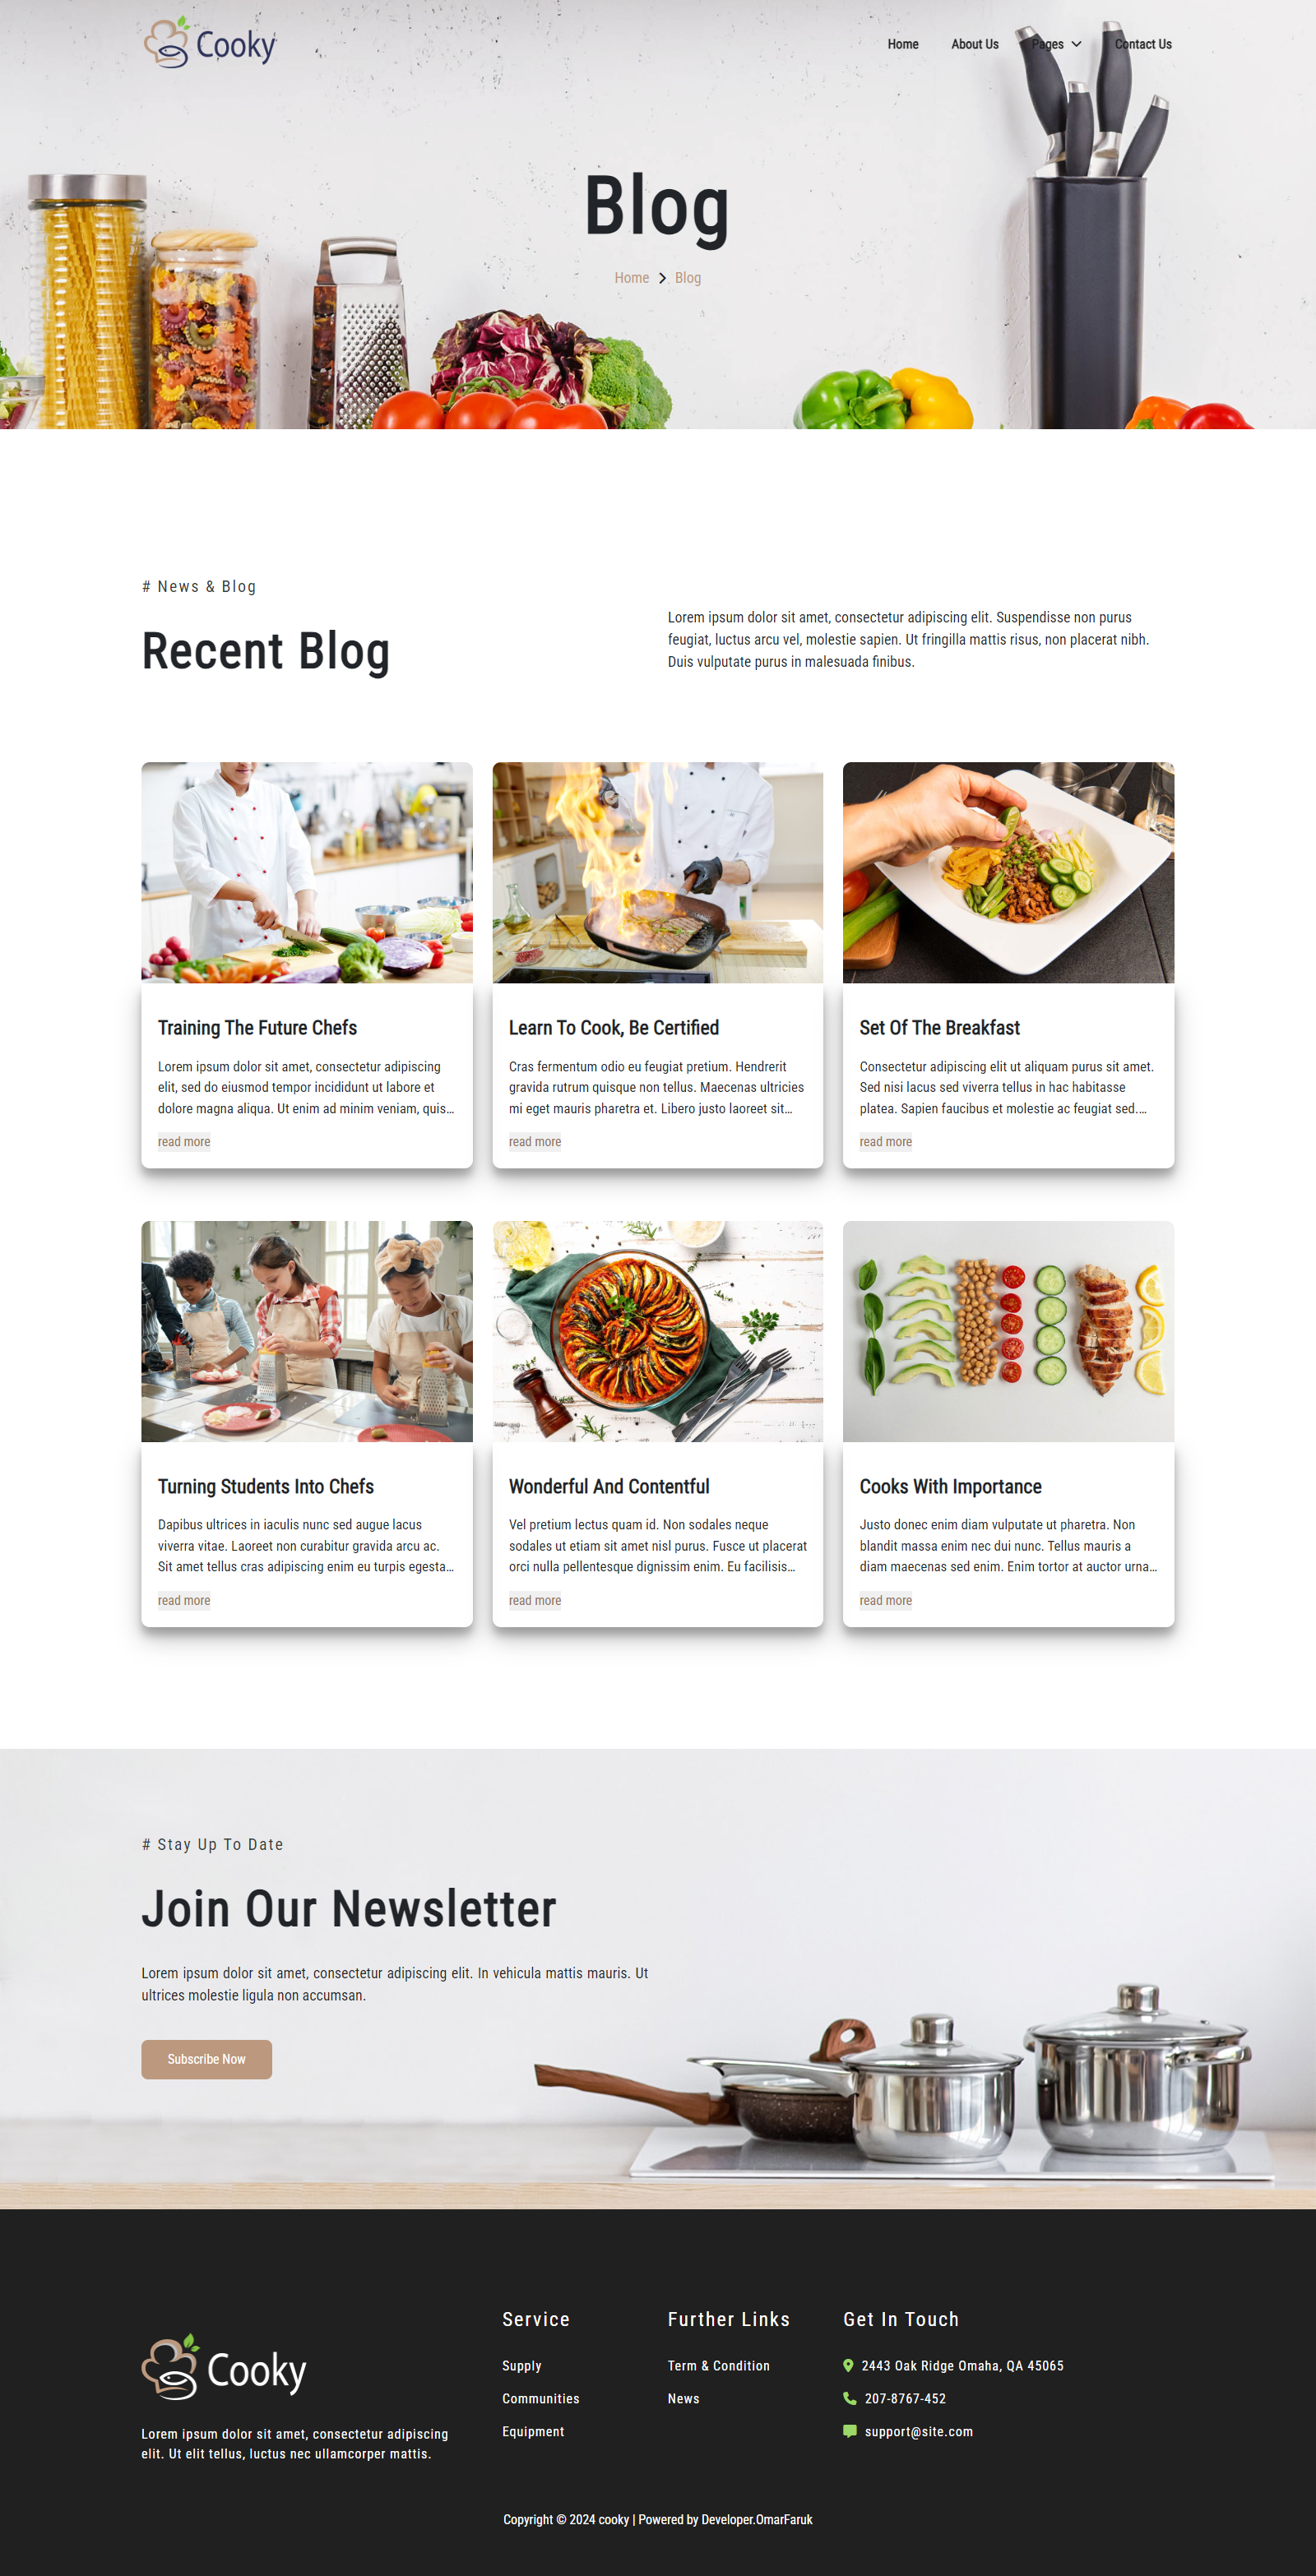 Cooky
Home
About Us
Pages
Contact Us
Blog
Home
Blog
# News & Blog
Recent Blog
Lorem ipsum dolor sit amet, consectetur adipiscing elit. Suspendisse non purus
feugiat, luctus arcu vel, molestie sapien. Ut fringilla mattis risus, non placerat nibh.
Duis vulputate purus in malesuada finibus.
Training The Future Chefs
Lorem ipsum dolor sit amet, consectetur adipiscing
elit, sed do eiusmod tempor incididunt ut labore et
dolore magna aliqua. Ut enim ad minim veniam, quis...
read more
Learn To Cook, Be Certified
Cras fermentum odio eu feugiat pretium. Hendrerit
gravida rutrum quisque non tellus. Maecenas ultricies
mi eget mauris pharetra et. Libero justo laoreet sit...
read more
Set Of The Breakfast
Consectetur adipiscing elit ut aliquam purus sit amet.
Sed nisi lacus sed viverra tellus in hac habitasse
platea. Sapien faucibus et molestie ac feugiat sed....
read more
Turning Students Into Chefs
Dapibus ultrices in iaculis nunc sed augue lacus
viverra vitae. Laoreet non curabitur gravida arcu ac.
Sit amet tellus cras adipiscing enim eu turpis egesta...
read more
Wonderful And Contentful
Vel pretium lectus quam id. Non sodales neque
sodales ut etiam sit amet nisl purus. Fusce ut placerat
orci nulla pellentesque dignissim enim. Eu facilisis...
read more
Cooks With Importance
Justo donec enim diam vulputate ut pharetra. Non
blandit massa enim nec dui nunc. Tellus mauris a
diam maecenas sed enim. Enim tortor at auctor urna...
read more
# Stay Up To Date
Join Our Newsletter
Lorem ipsum dolor sit amet, consectetur adipiscing elit. In vehicula mattis mauris. Ut
ultrices molestie ligula non accumsan.
Subscribe Now
Cooky
Lorem ipsum dolor sit amet, consectetur adipiscing
elit. Ut elit tellus, luctus nec ullamcorper mattis.
Service
Supply
Communities
Equipment
Further Links
Term & Condition
News
Get In Touch
2443 Oak Ridge Omaha, QA 45065
207-8767-452
support@site.com
Copyright © 2024 cooky | Powered by Developer.OmarFaruk